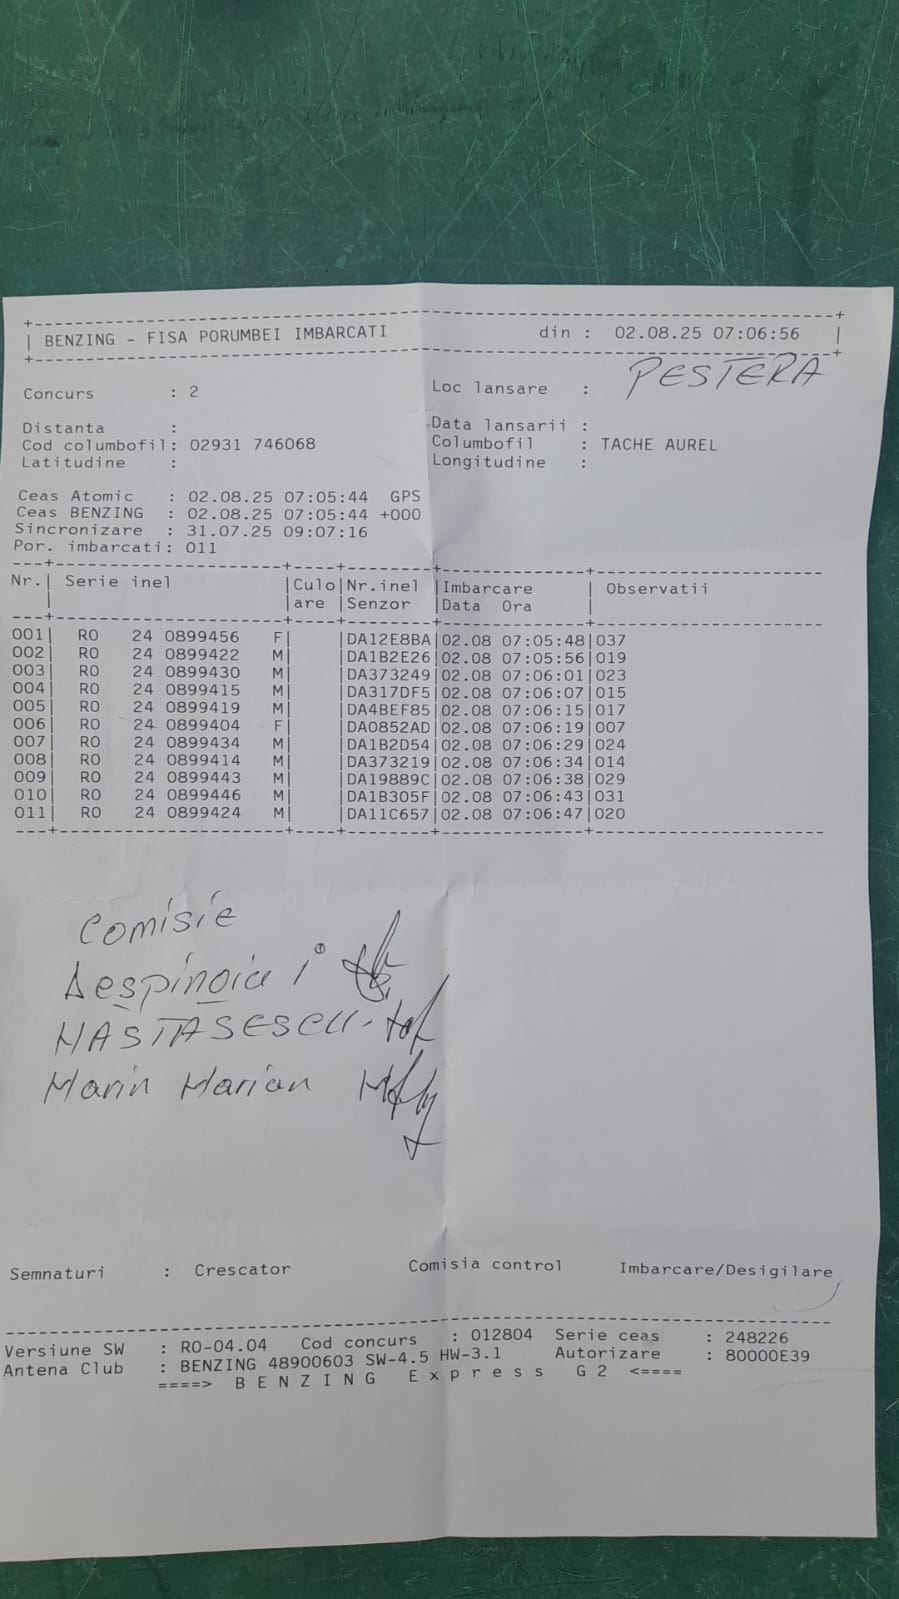 BENZING - FISA PORUMBEI IMBARCATI din : 02.08.25 07:06:56
Concurs : 2 Loc lansare : PESTERA
Distanta : Data lansarii :
Cod columbofil: 02931 746068 Columbofil : TACHE AUREL
Latitudine : Longitudine :
Ceas Atomic : 02.08.25 07:05:44 GPS
Ceas BENZING : 02.08.25 07:05:44 +000
Sincronizare : 31.07.25 09:07:16
Por. imbarcati: 011
Nr.| Serie inel |Culo|Nr.inel |Imbarcare | Observatii
| |are |Senzor |Data Ora |
001| RO 24 0899456 F| |DA12E8BA|02.08 07:05:48|037
002| RO 24 0899422 M| |DA1B2E26|02.08 07:05:56|019
003| RO 24 0899430 M| |DA373249|02.08 07:06:01|023
004| RO 24 0899415 M| |DA317DF5|02.08 07:06:07|015
005| RO 24 0899419 M| |DA4BEF85|02.08 07:06:15|017
006| RO 24 0899404 F| |DA0852AD|02.08 07:06:19|007
007| RO 24 0899434 M| |DA1B2D54|02.08 07:06:29|024
008| RO 24 0899414 M| |DA373219|02.08 07:06:34|014
009| RO 24 0899443 M| |DA19889C|02.08 07:06:38|029
010| RO 24 0899446 M| |DA1B305F|02.08 07:06:43|031
011| RO 24 0899424 M| |DA11C657|02.08 07:06:47|020
Comisie
Despinoiu i
NASTASESCU
Marin Marian
Semnaturi : Crescator Comisia control Imbarcare/Desigilare
Versiune SW : RO-04.04 Cod concurs : 012804 Serie ceas : 248226
Antena Club : BENZING 48900603 SW-4.5 HW-3.1 Autorizare : 80000E39
====> B E N Z I N G E x p r e s s G 2 <====